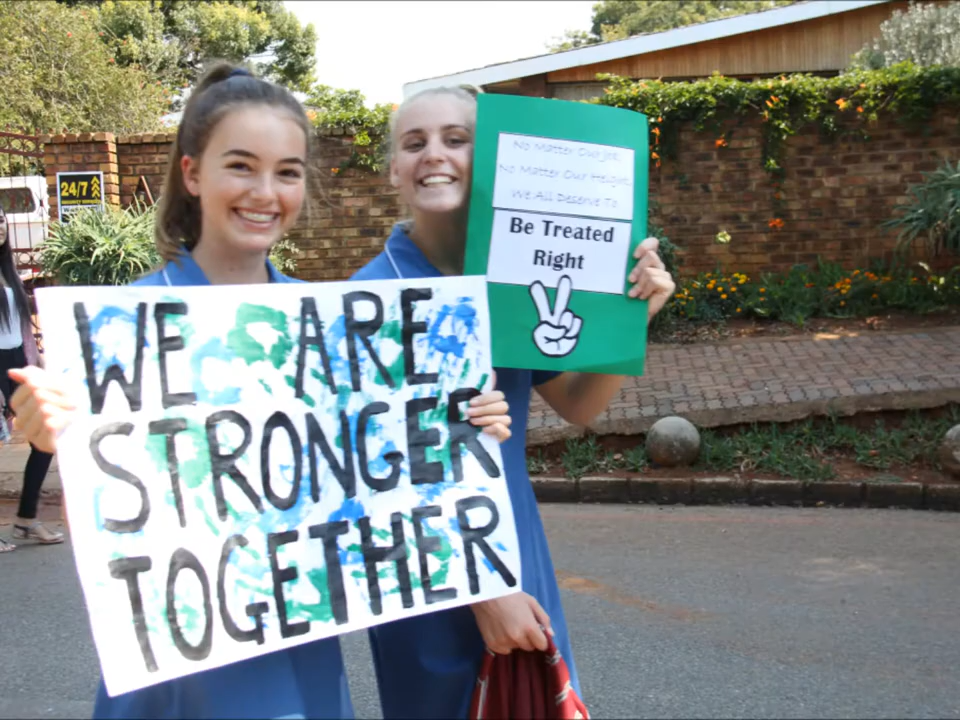 24/7
No Matter Our Job,
No Matter Our Height,
We All Deserve To
Be Treated
Right
WE ARE
STRONGER
TOGETHER